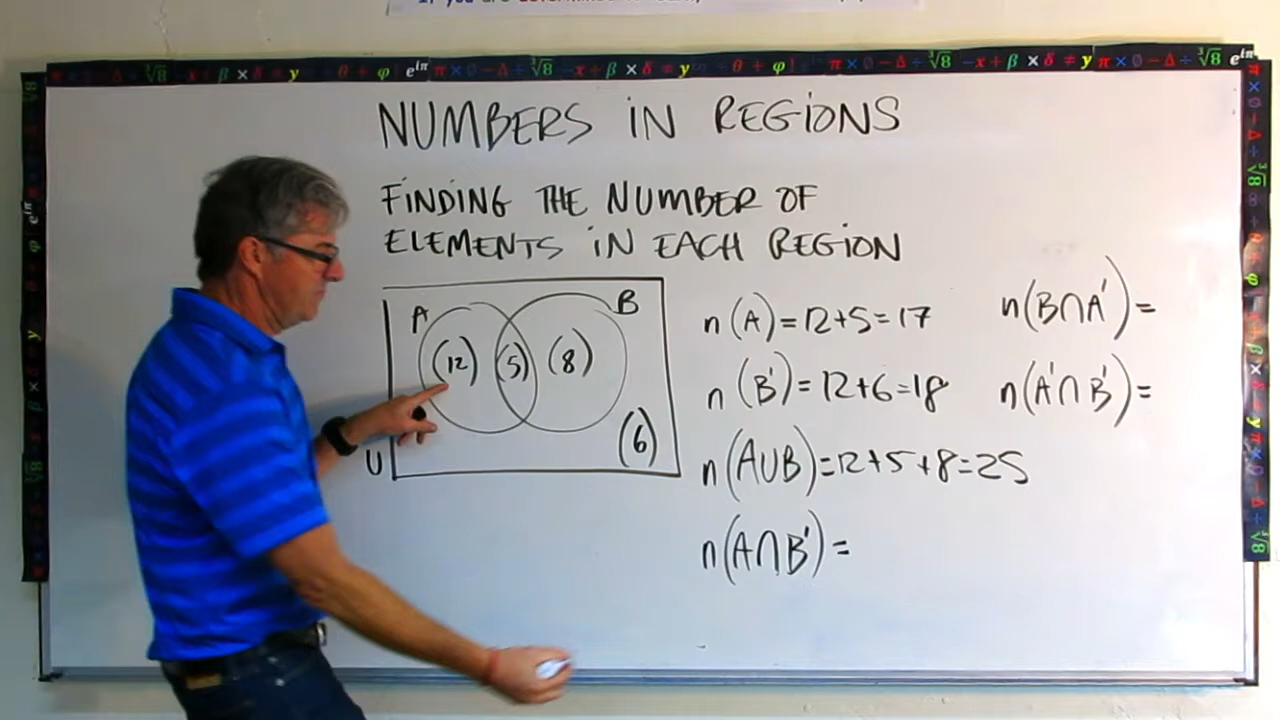 NUMBERS IN REGIONS
FINDING THE NUMBER OF
ELEMENTS IN EACH REGION
A
B
(12) (5) (8)
(6)
U
n(A)=12+5=17
n(B')=12+6=18
n(A∪B)=12+5+8=25
n(A∩B')=
n(B∩A')=
n(A'∩B')=